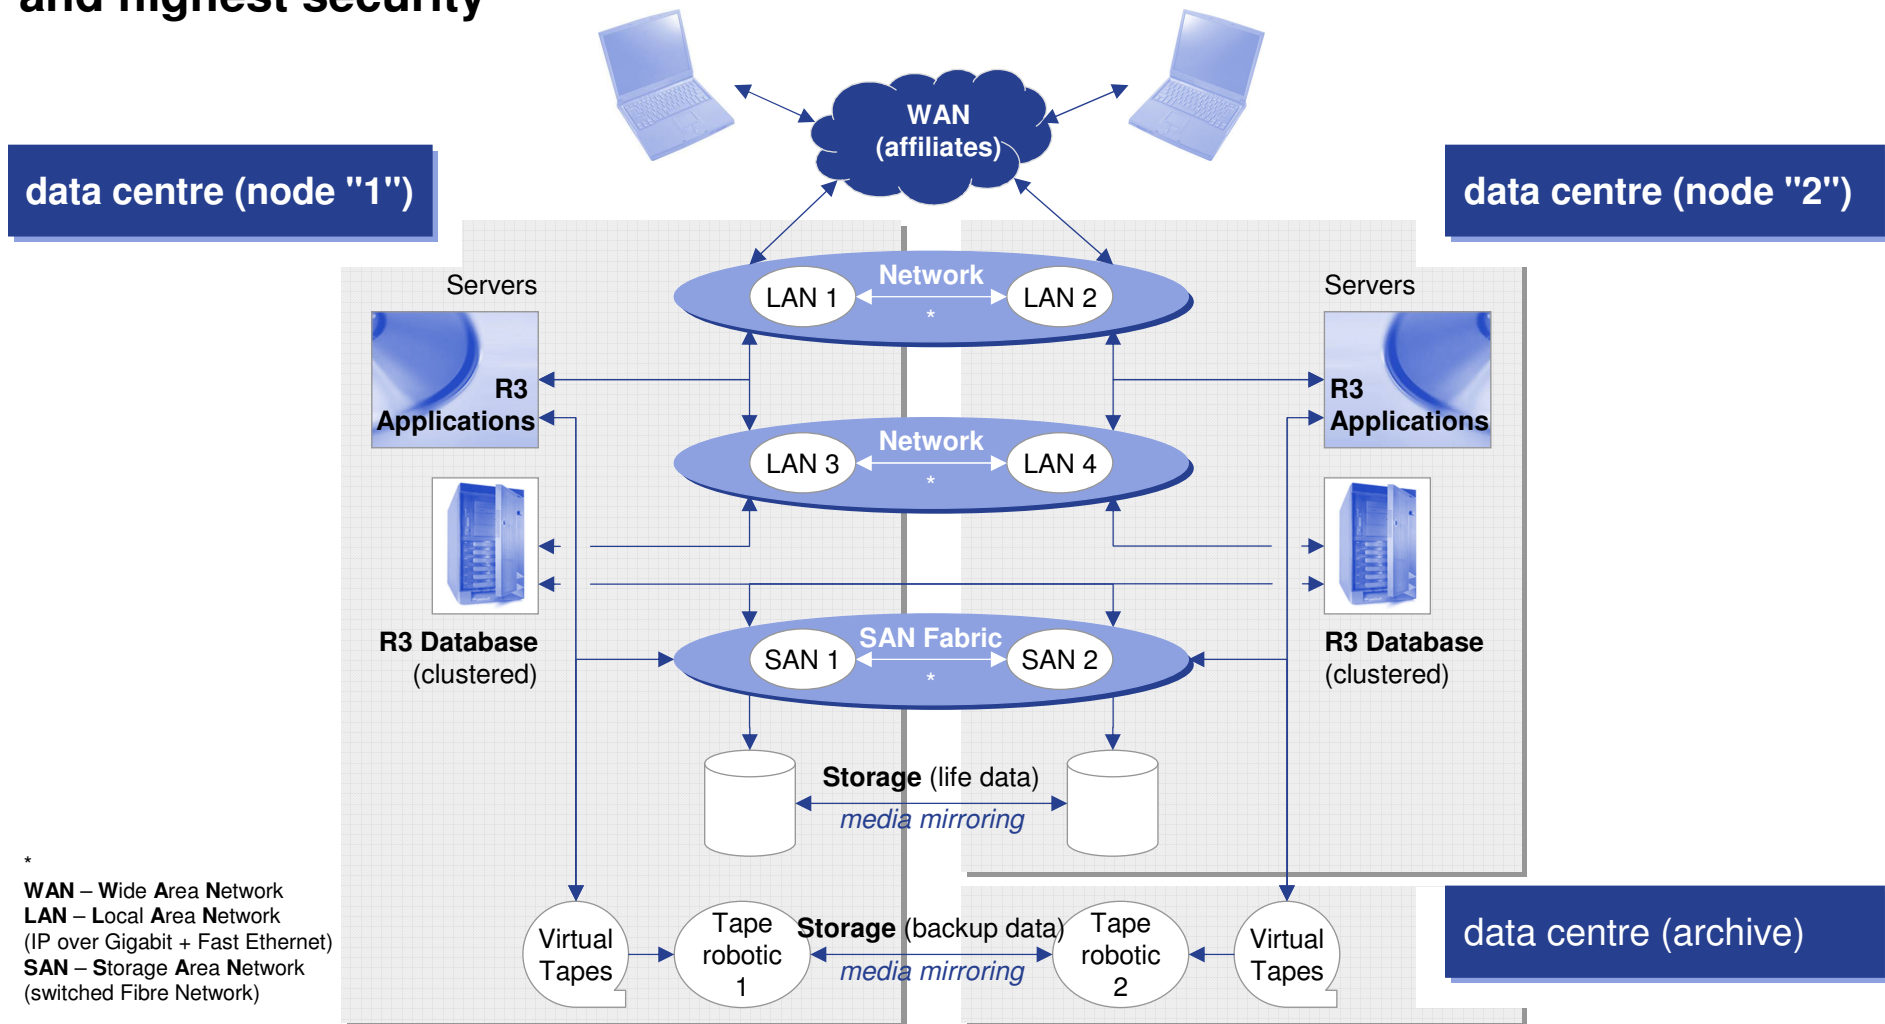 and highest security
WAN
(affiliates)
data centre (node "1")
data centre (node "2")
Servers
Network
LAN 1
LAN 2
*
Servers
R3
Applications
R3
Applications
Network
LAN 3
LAN 4
*
R3 Database
(clustered)
SAN Fabric
SAN 1
SAN 2
*
R3 Database
(clustered)
Storage (life data)
media mirroring
*
WAN – Wide Area Network
LAN – Local Area Network
(IP over Gigabit + Fast Ethernet)
SAN – Storage Area Network
(switched Fibre Network)
Virtual
Tapes
Tape
robotic
1
Storage (backup data)
media mirroring
Tape
robotic
2
Virtual
Tapes
data centre (archive)